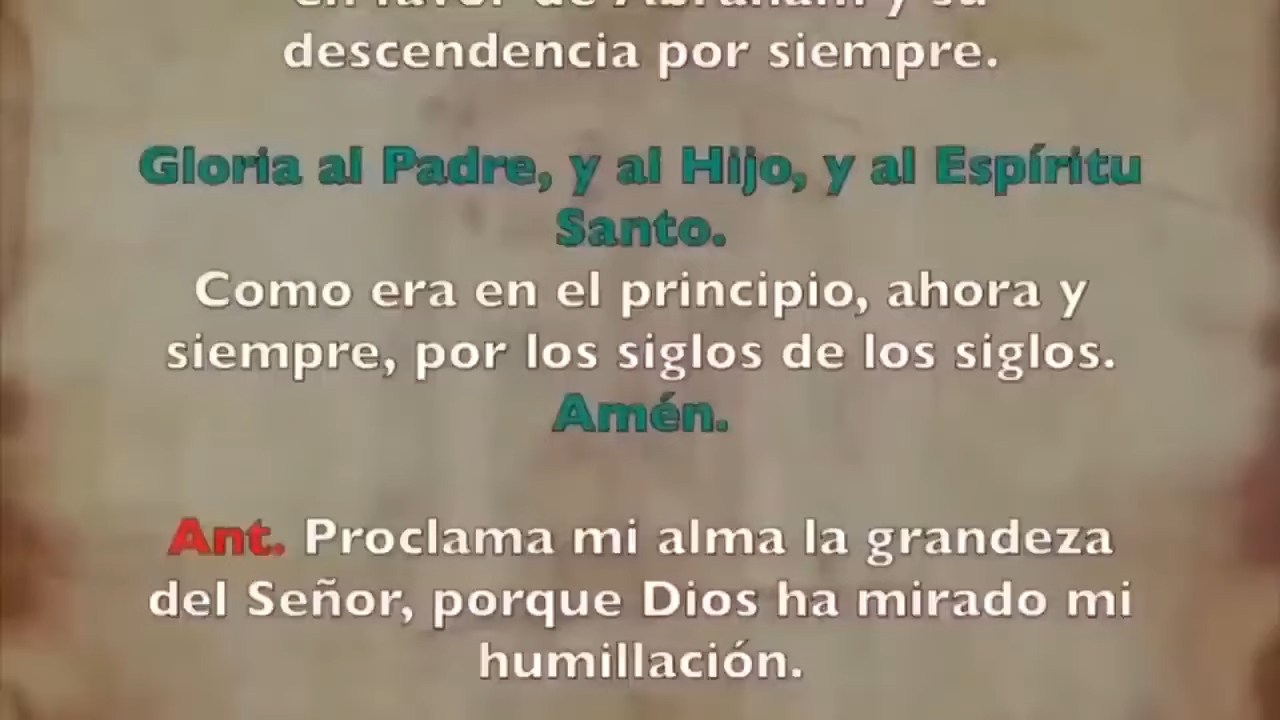 en favor de Abraham y su
descendencia por siempre.
Gloria al Padre, y al Hijo, y al Espíritu
Santo.
Como era en el principio, ahora y
siempre, por los siglos de los siglos.
Amén.
Ant. Proclama mi alma la grandeza
del Señor, porque Dios ha mirado mi
humillación.